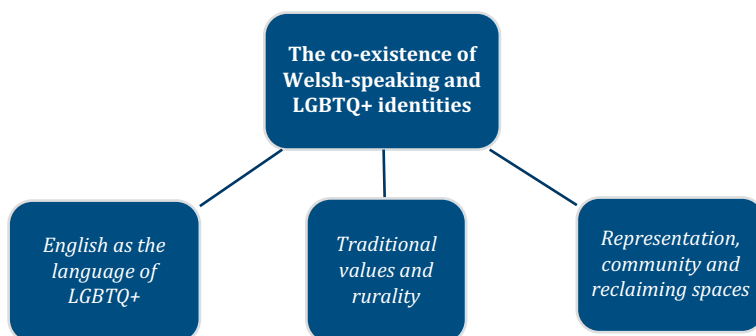 The co-existence of
Welsh-speaking and
LGBTQ+ identities
English as the
language of
LGBTQ+
Traditional
values and
rurality
Representation,
community and
reclaiming spaces